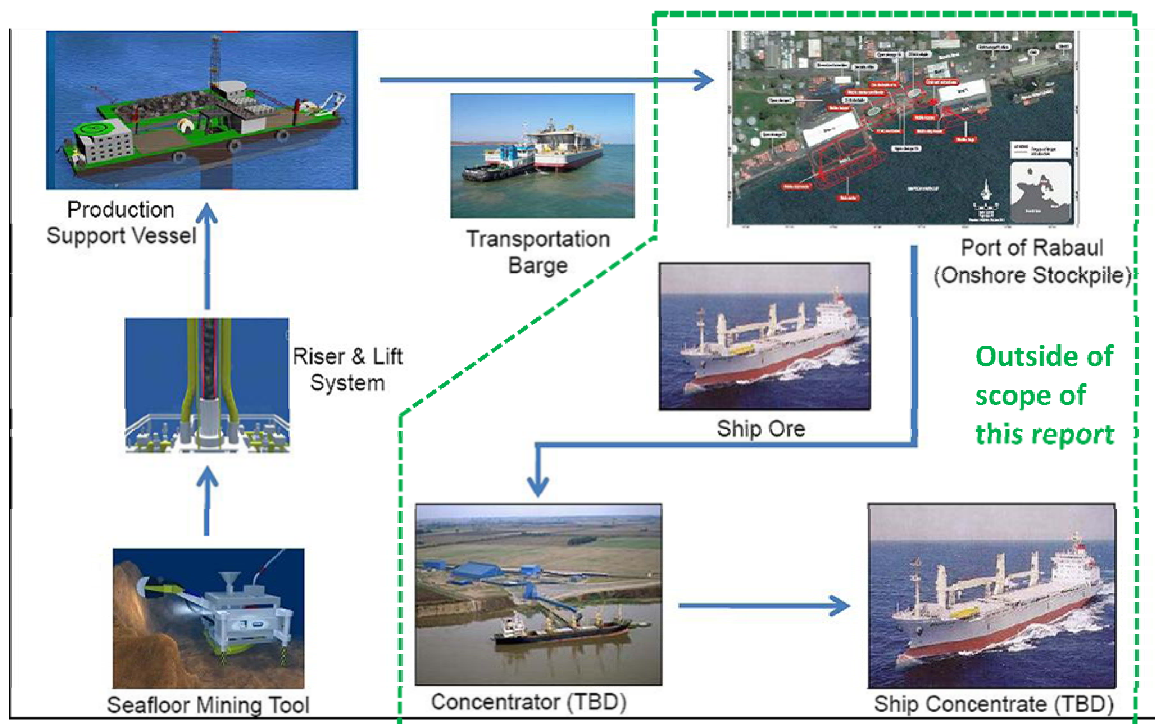 Production
Support Vessel
Transportation
Barge
Port of Rabaul
(Onshore Stockpile)
Riser & Lift
System
Ship Ore
Outside of
scope of
this report
Seafloor Mining Tool
Concentrator (TBD)
Ship Concentrate (TBD)